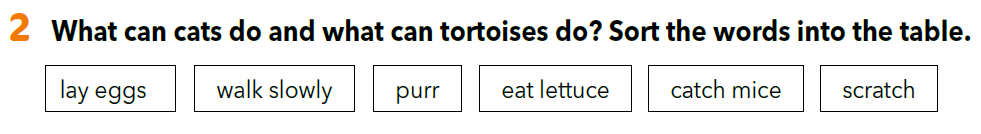 2 What can cats do and what can tortoises do? Sort the words into the table.
lay eggs walk slowly purr eat lettuce catch mice scratch